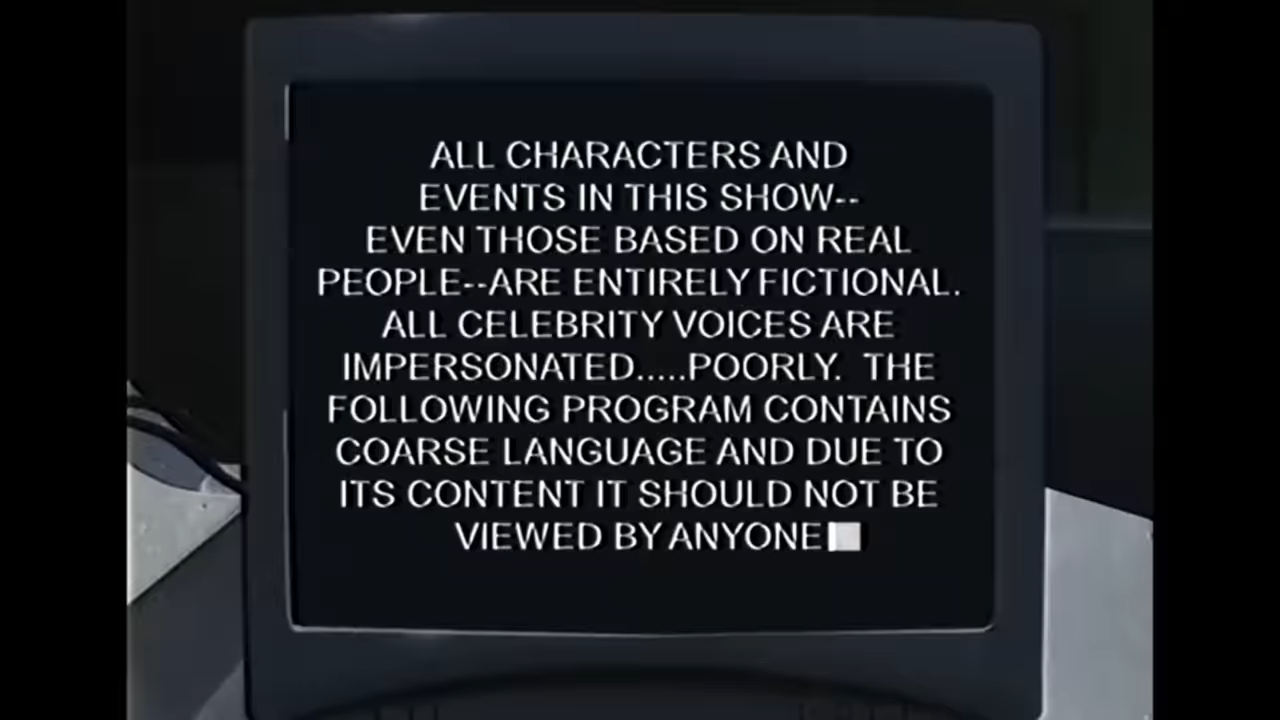 ALL CHARACTERS AND
EVENTS IN THIS SHOW--
EVEN THOSE BASED ON REAL
PEOPLE--ARE ENTIRELY FICTIONAL.
ALL CELEBRITY VOICES ARE
IMPERSONATED.....POORLY. THE
FOLLOWING PROGRAM CONTAINS
COARSE LANGUAGE AND DUE TO
ITS CONTENT IT SHOULD NOT BE
VIEWED BY ANYONE